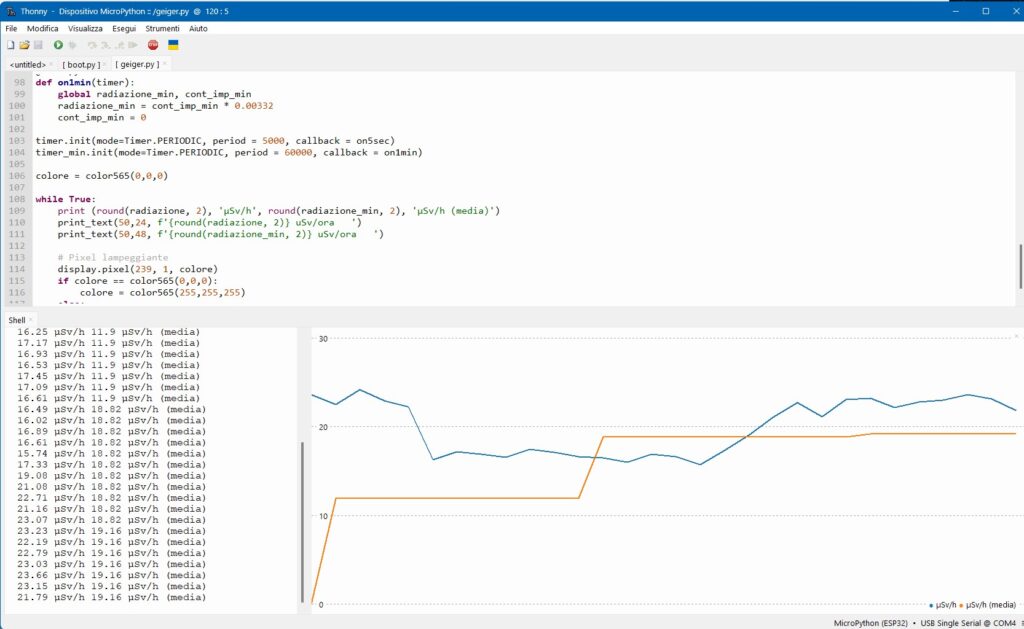 Thonny - Dispositivo MicroPython :: /geiger.py @ 120 : 5
File Modifica Visualizza Esegui Strumenti Aiuto
STOP
<untitled> × [ boot.py ] × [ geiger.py ] ×
98 def on1min(timer):
99 global radiazione_min, cont_imp_min
100 radiazione_min = cont_imp_min * 0.00332
101 cont_imp_min = 0
102
103 timer.init(mode=Timer.PERIODIC, period = 5000, callback = on5sec)
104 timer_min.init(mode=Timer.PERIODIC, period = 60000, callback = on1min)
105
106 colore = color565(0,0,0)
107
108 while True:
109 print (round(radiazione, 2), 'µSv/h', round(radiazione_min, 2), 'µSv/h (media)')
110 print_text(50,24, f'{round(radiazione, 2)} uSv/ora   ')
111 print_text(50,48, f'{round(radiazione_min, 2)} uSv/ora   ')
112
113 # Pixel lampeggiante
114 display.pixel(239, 1, colore)
115 if colore == color565(0,0,0):
116 colore = color565(255,255,255)
Shell ×
16.25 µSv/h 11.9 µSv/h (media)
17.17 µSv/h 11.9 µSv/h (media)
16.93 µSv/h 11.9 µSv/h (media)
16.53 µSv/h 11.9 µSv/h (media)
17.45 µSv/h 11.9 µSv/h (media)
17.09 µSv/h 11.9 µSv/h (media)
16.61 µSv/h 11.9 µSv/h (media)
16.49 µSv/h 18.82 µSv/h (media)
16.02 µSv/h 18.82 µSv/h (media)
16.89 µSv/h 18.82 µSv/h (media)
16.61 µSv/h 18.82 µSv/h (media)
15.74 µSv/h 18.82 µSv/h (media)
17.33 µSv/h 18.82 µSv/h (media)
19.08 µSv/h 18.82 µSv/h (media)
21.08 µSv/h 18.82 µSv/h (media)
22.71 µSv/h 18.82 µSv/h (media)
21.16 µSv/h 18.82 µSv/h (media)
23.07 µSv/h 18.82 µSv/h (media)
23.23 µSv/h 19.16 µSv/h (media)
22.19 µSv/h 19.16 µSv/h (media)
22.79 µSv/h 19.16 µSv/h (media)
23.03 µSv/h 19.16 µSv/h (media)
23.66 µSv/h 19.16 µSv/h (media)
23.15 µSv/h 19.16 µSv/h (media)
21.79 µSv/h 19.16 µSv/h (media)
30
20
10
0
µSv/h µSv/h (media)
MicroPython (ESP32) • USB Single Serial @ COM4